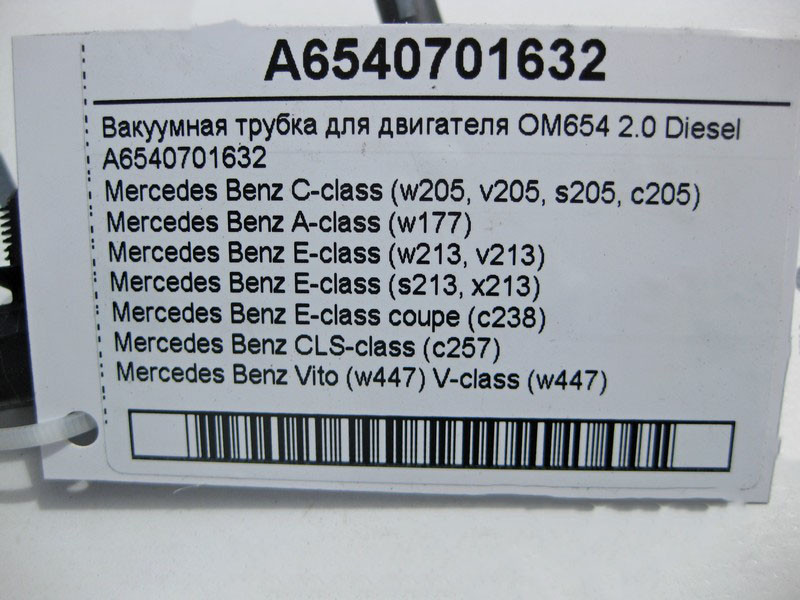 A6540701632
Вакуумная трубка для двигателя OM654 2.0 Diesel
A6540701632
Mercedes Benz C-class (w205, v205, s205, c205)
Mercedes Benz A-class (w177)
Mercedes Benz E-class (w213, v213)
Mercedes Benz E-class (s213, x213)
Mercedes Benz E-class coupe (c238)
Mercedes Benz CLS-class (c257)
Mercedes Benz Vito (w447) V-class (w447)